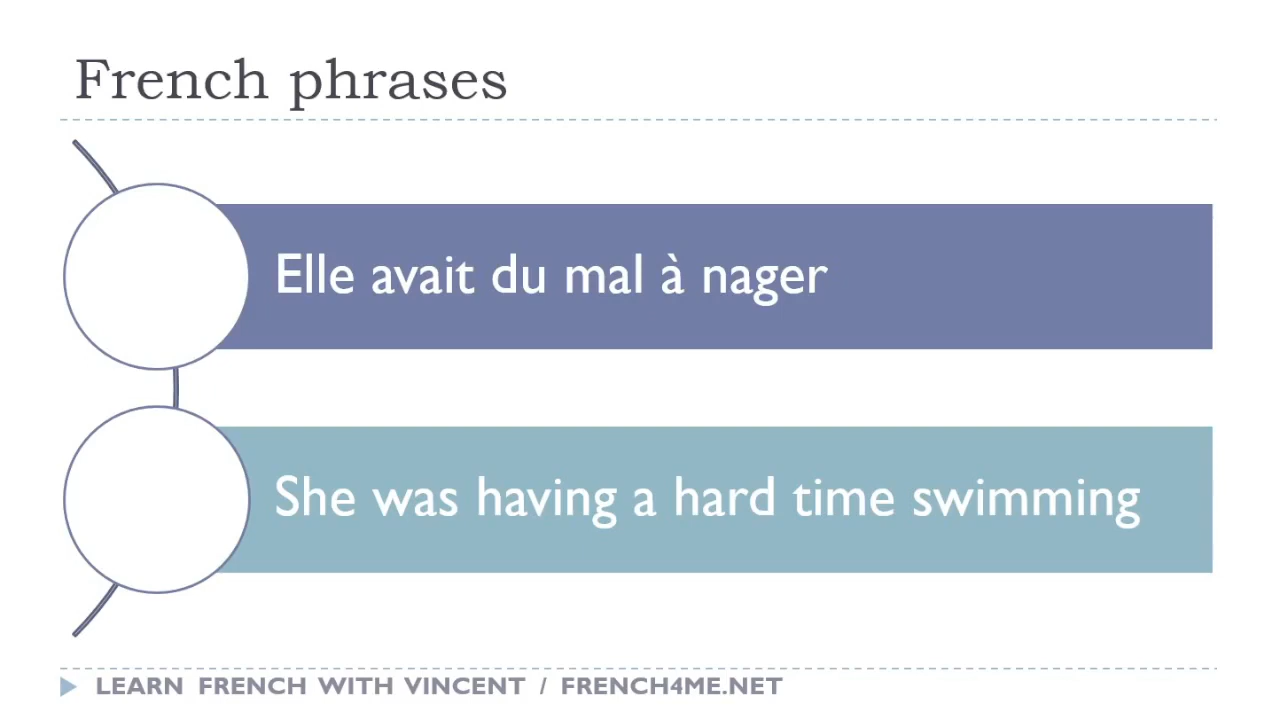 French phrases
Elle avait du mal à nager
She was having a hard time swimming
LEARN FRENCH WITH VINCENT / FRENCH4ME.NET